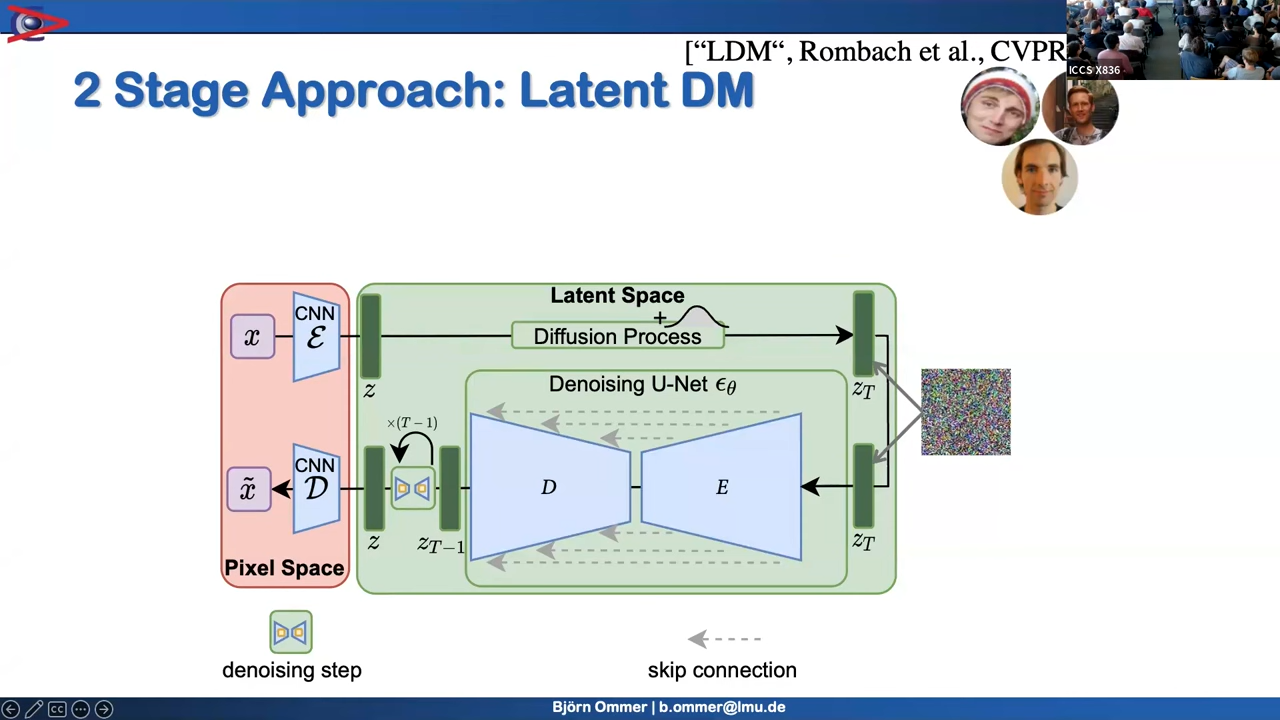 ["LDM“, Rombach et al., CVPR
ICCS X836
2 Stage Approach: Latent DM
Latent Space
CNN
x
ℰ
+
Diffusion Process
z
z_T
Denoising U-Net ϵ_θ
×(T−1)
CNN
x̃
𝒟
D
E
z
z_{T−1}
z_T
Pixel Space
denoising step
skip connection
Björn Ommer | b.ommer@lmu.de